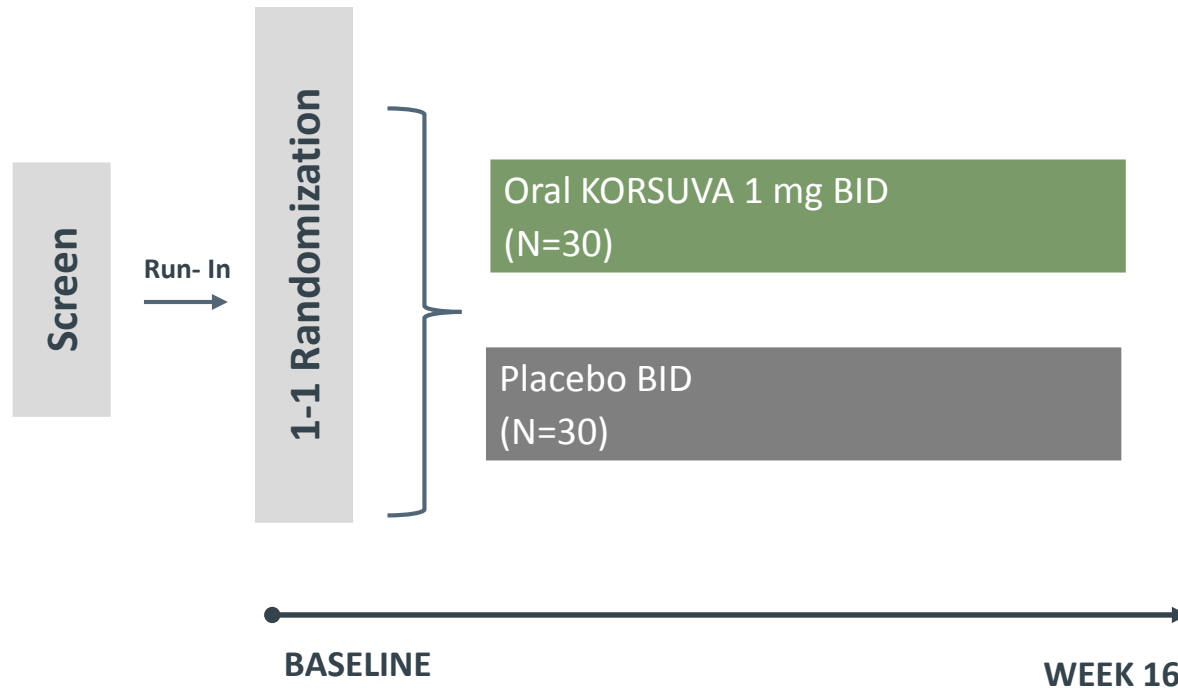 Screen
Run- In
1-1 Randomization
Oral KORSUVA 1 mg BID
(N=30)
Placebo BID
(N=30)
BASELINE
WEEK 16